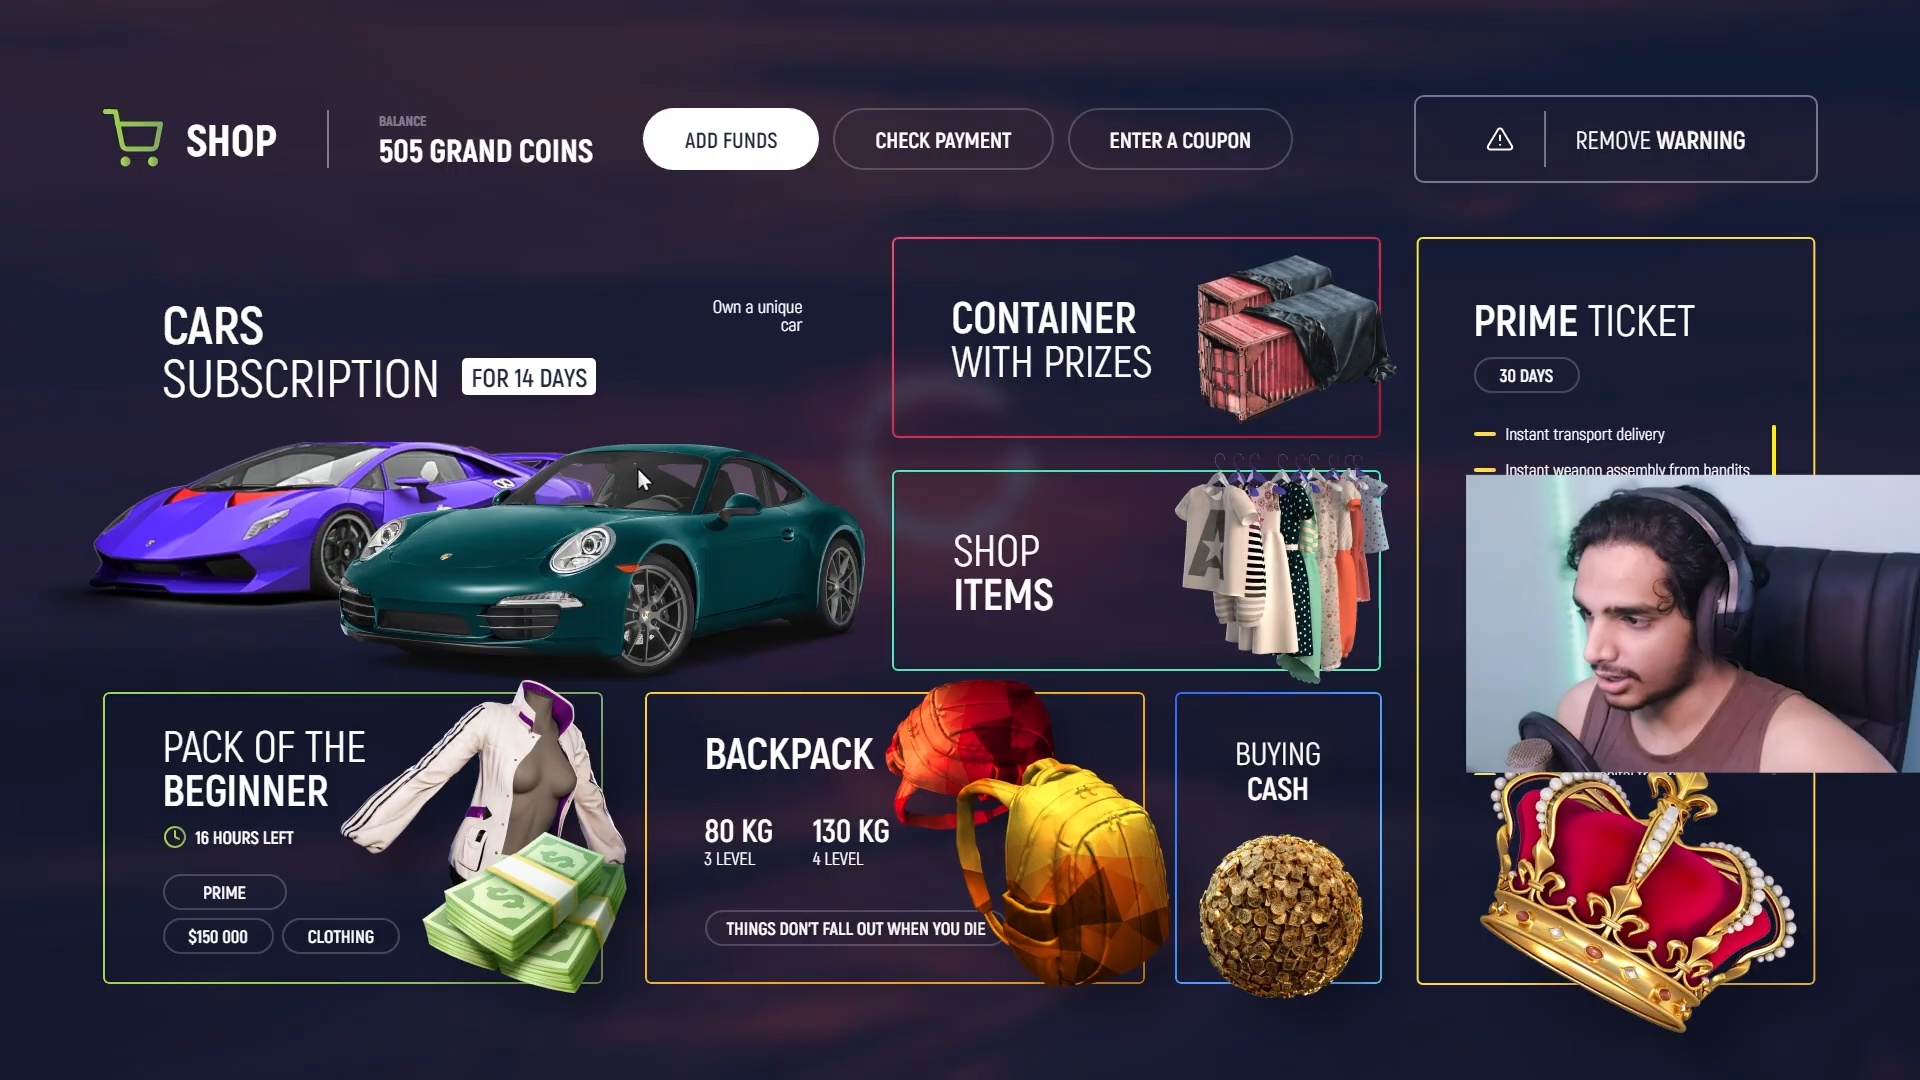 SHOP
BALANCE
505 GRAND COINS
ADD FUNDS
CHECK PAYMENT
ENTER A COUPON
REMOVE WARNING
CARS
SUBSCRIPTION FOR 14 DAYS
Own a unique
car
CONTAINER
WITH PRIZES
SHOP
ITEMS
PRIME TICKET
30 DAYS
Instant transport delivery
Instant weapon assembly from bandits
PACK OF THE
BEGINNER
16 HOURS LEFT
PRIME
$150 000
CLOTHING
BACKPACK
80 KG
3 LEVEL
130 KG
4 LEVEL
THINGS DON'T FALL OUT WHEN YOU DIE
BUYING
CASH